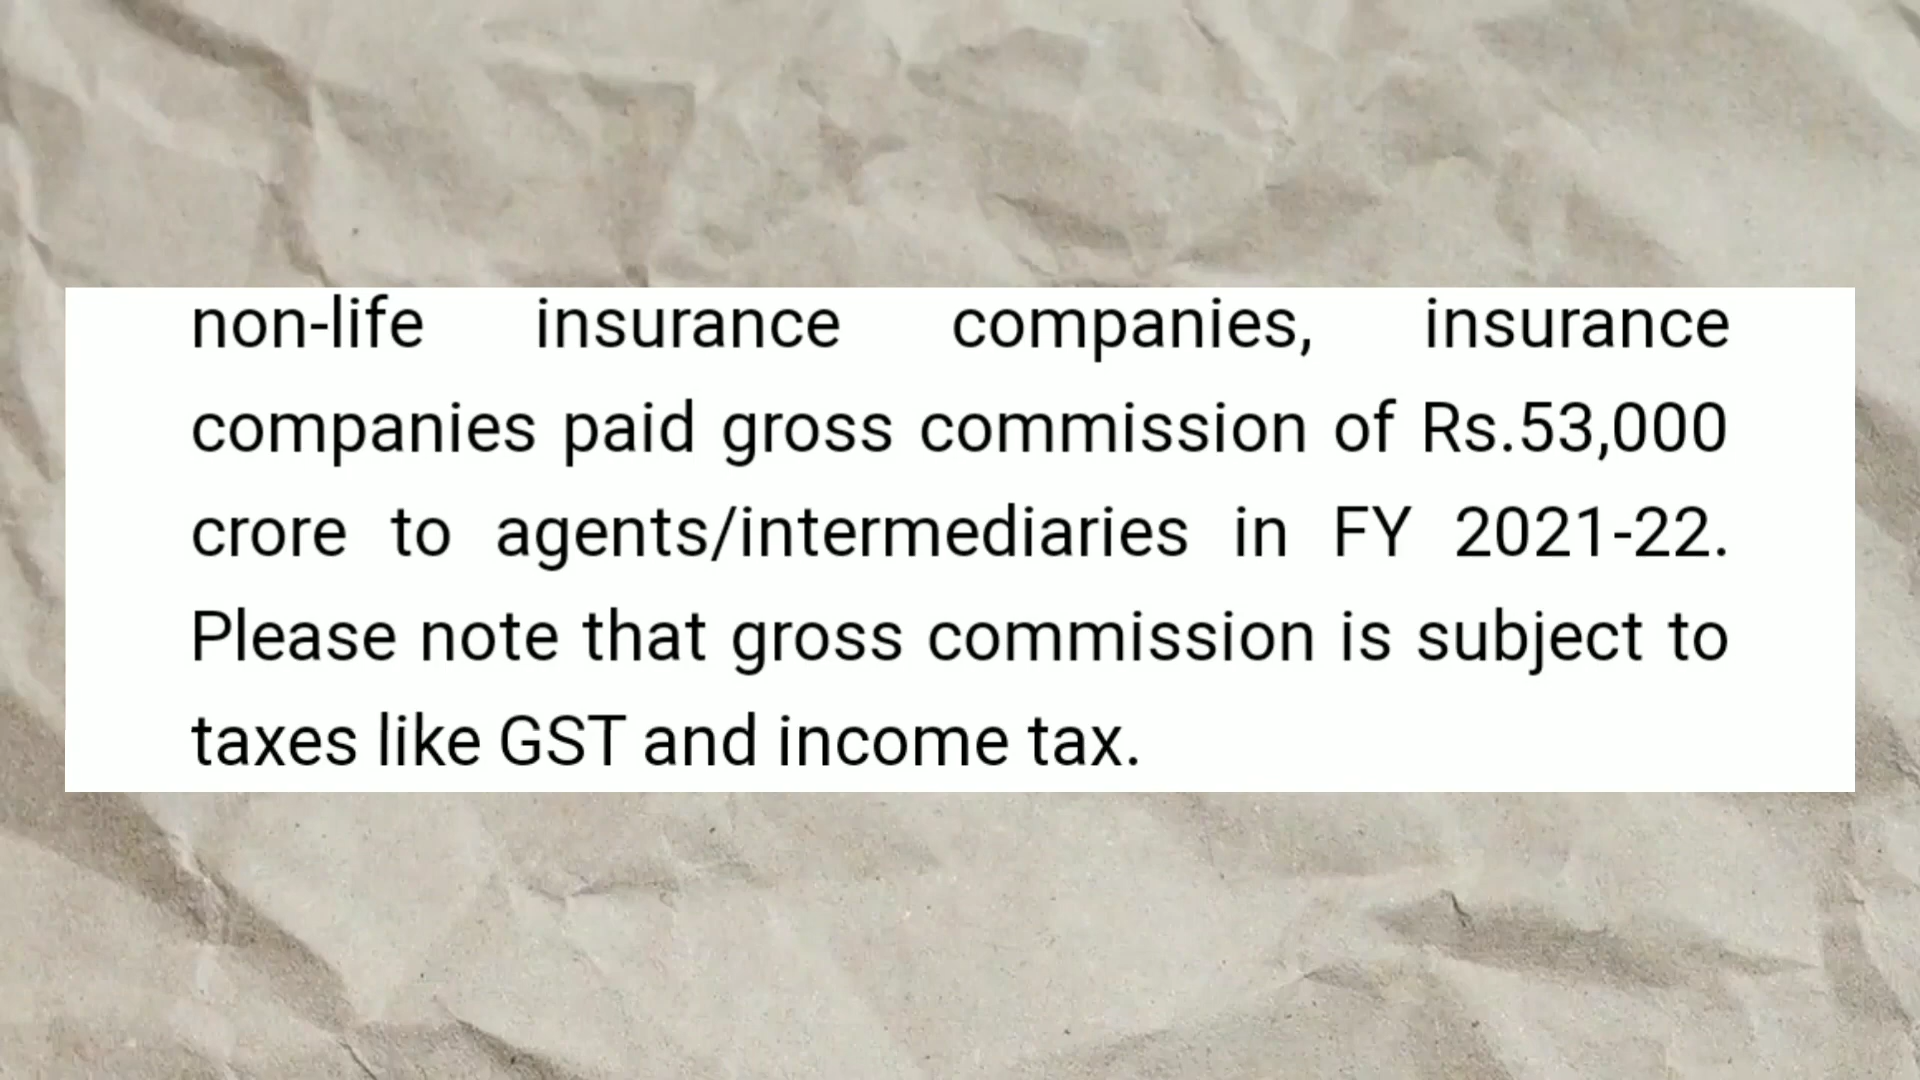 non-life insurance companies, insurance
companies paid gross commission of Rs.53,000
crore to agents/intermediaries in FY 2021-22.
Please note that gross commission is subject to
taxes like GST and income tax.